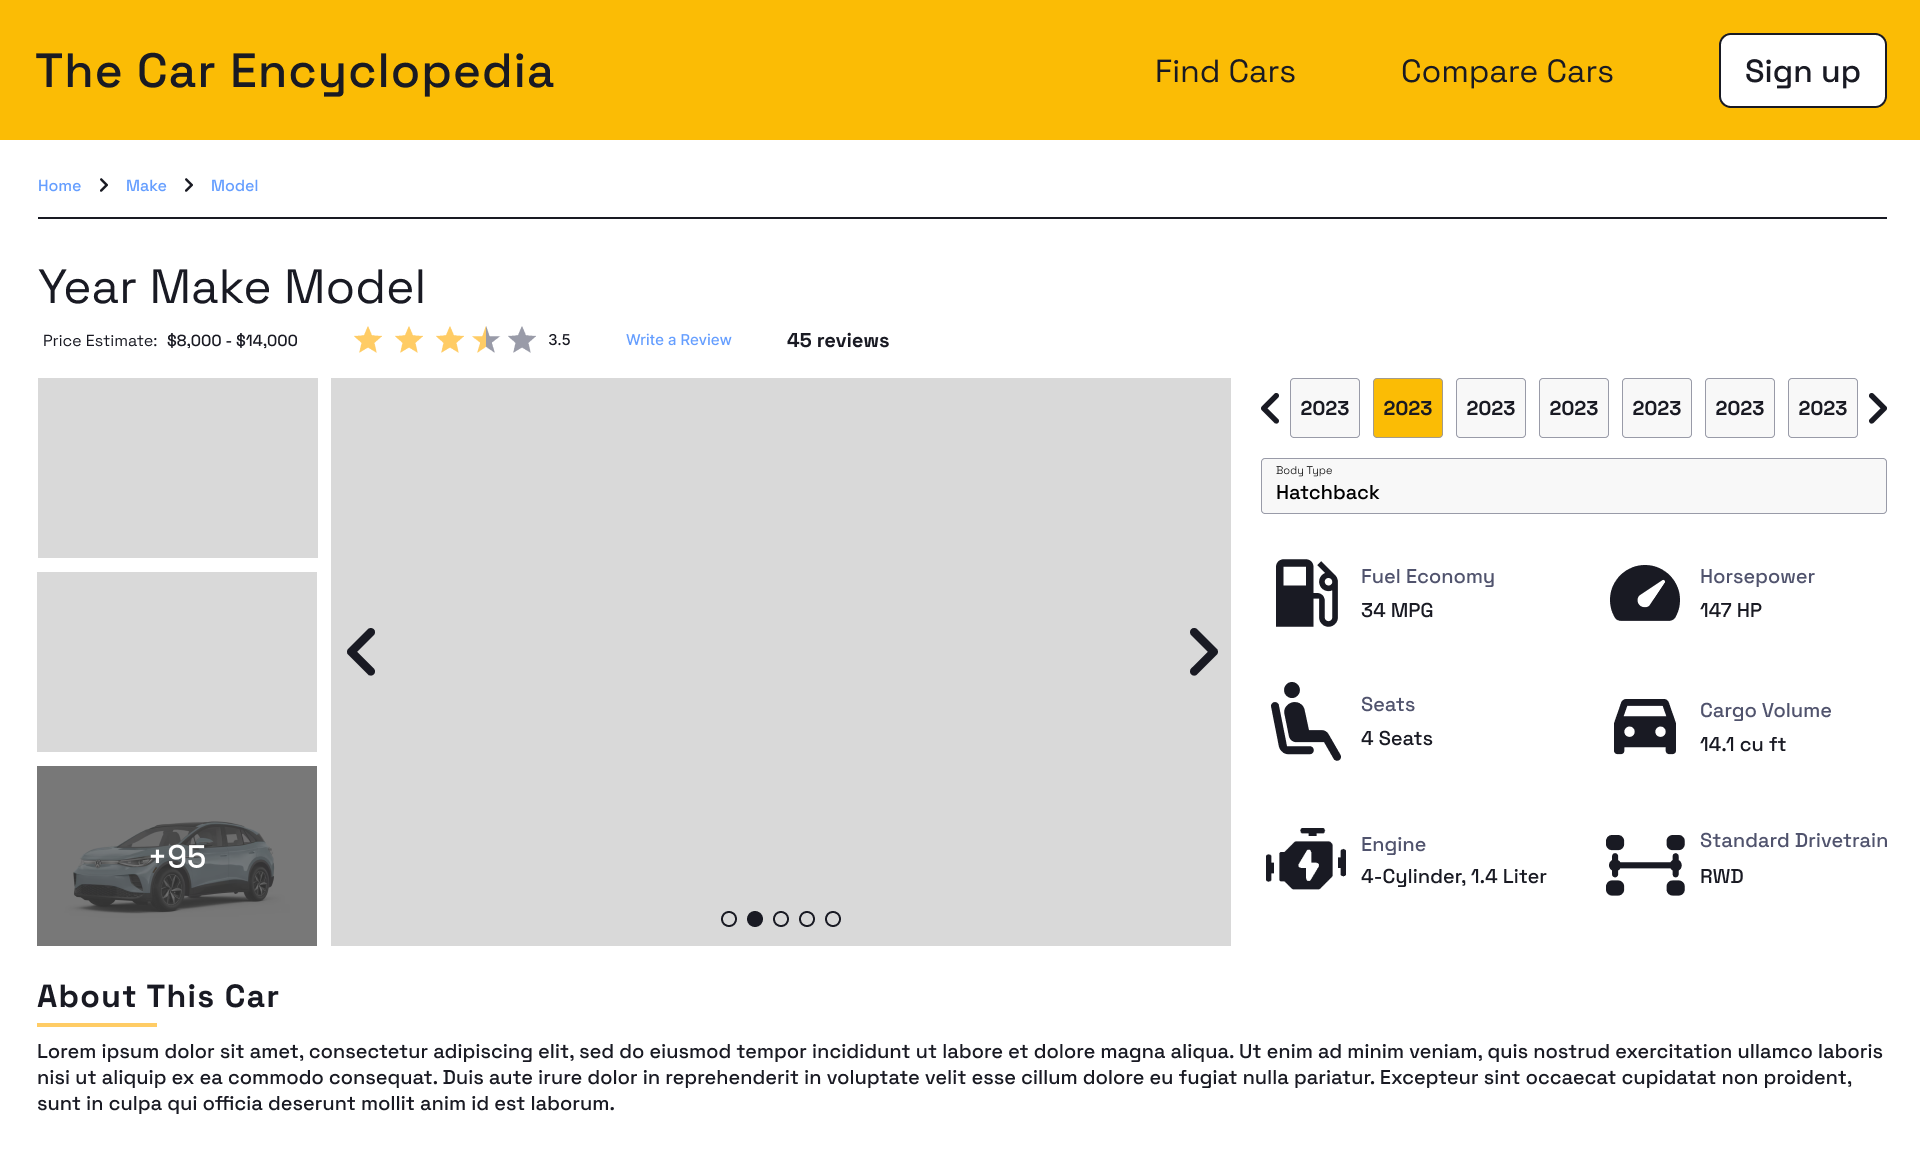 The Car Encyclopedia
Find Cars
Compare Cars
Sign up
Home
Make
Model
Year Make Model
Price Estimate: $8,000 - $14,000
3.5
Write a Review
45 reviews
2023
2023
2023
2023
2023
2023
2023
Body Type
Hatchback
Fuel Economy
34 MPG
Horsepower
147 HP
Seats
4 Seats
Cargo Volume
14.1 cu ft
Engine
4-Cylinder, 1.4 Liter
Standard Drivetrain
RWD
+95
About This Car
Lorem ipsum dolor sit amet, consectetur adipiscing elit, sed do eiusmod tempor incididunt ut labore et dolore magna aliqua. Ut enim ad minim veniam, quis nostrud exercitation ullamco laboris
nisi ut aliquip ex ea commodo consequat. Duis aute irure dolor in reprehenderit in voluptate velit esse cillum dolore eu fugiat nulla pariatur. Excepteur sint occaecat cupidatat non proident,
sunt in culpa qui officia deserunt mollit anim id est laborum.